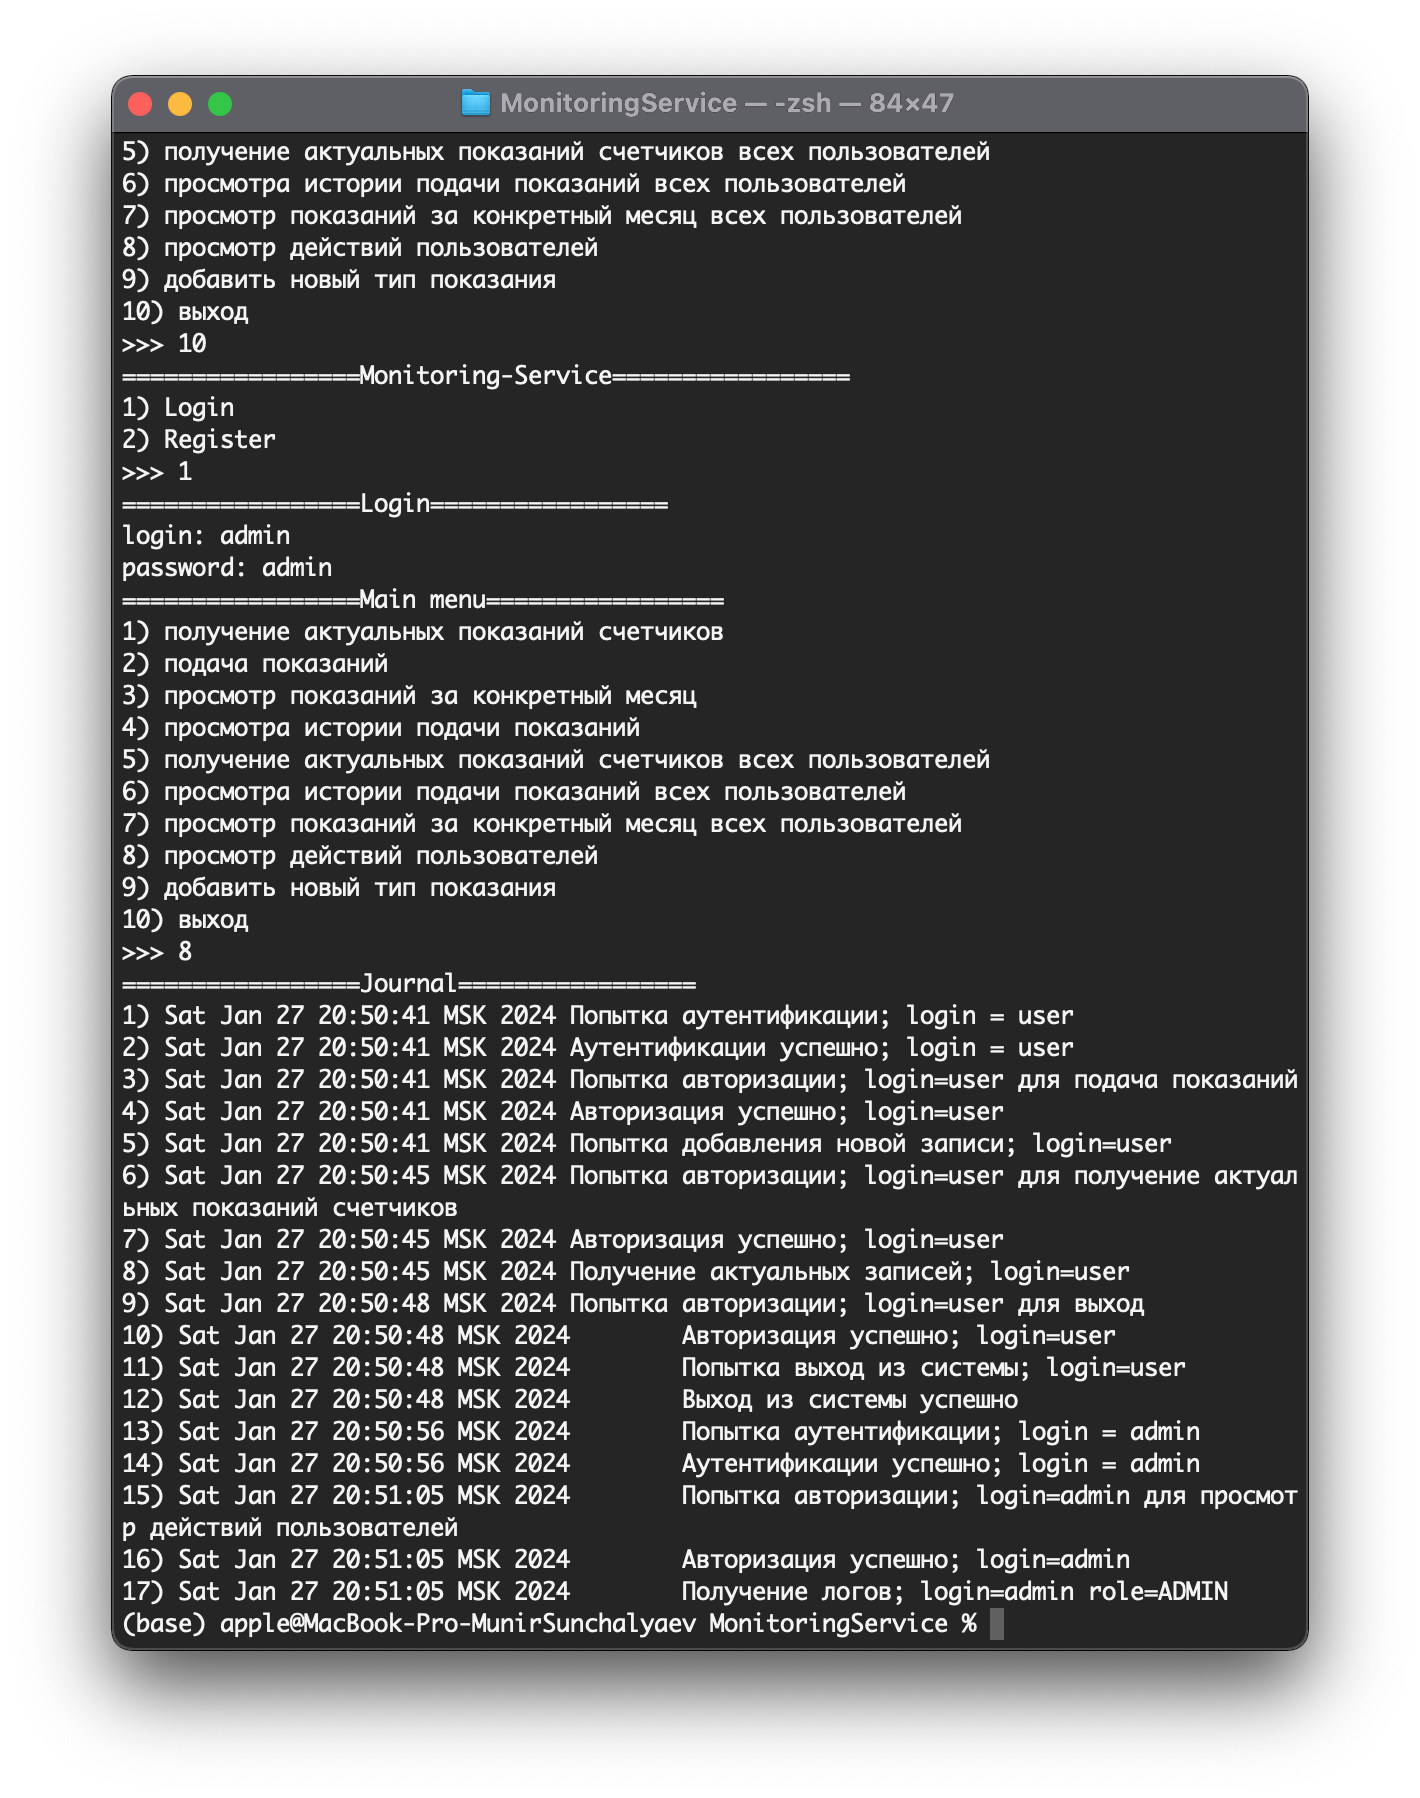 MonitoringService — -zsh — 84×47
5) получение актуальных показаний счетчиков всех пользователей
6) просмотра истории подачи показаний всех пользователей
7) просмотр показаний за конкретный месяц всех пользователей
8) просмотр действий пользователей
9) добавить новый тип показания
10) выход
>>> 10
=================Monitoring-Service=================
1) Login
2) Register
>>> 1
=================Login=================
login: admin
password: admin
=================Main menu=================
1) получение актуальных показаний счетчиков
2) подача показаний
3) просмотр показаний за конкретный месяц
4) просмотра истории подачи показаний
5) получение актуальных показаний счетчиков всех пользователей
6) просмотра истории подачи показаний всех пользователей
7) просмотр показаний за конкретный месяц всех пользователей
8) просмотр действий пользователей
9) добавить новый тип показания
10) выход
>>> 8
=================Journal=================
1) Sat Jan 27 20:50:41 MSK 2024 Попытка аутентификации; login = user
2) Sat Jan 27 20:50:41 MSK 2024 Аутентификации успешно; login = user
3) Sat Jan 27 20:50:41 MSK 2024 Попытка авторизации; login=user для подача показаний
4) Sat Jan 27 20:50:41 MSK 2024 Авторизация успешно; login=user
5) Sat Jan 27 20:50:41 MSK 2024 Попытка добавления новой записи; login=user
6) Sat Jan 27 20:50:45 MSK 2024 Попытка авторизации; login=user для получение актуал
ьных показаний счетчиков
7) Sat Jan 27 20:50:45 MSK 2024 Авторизация успешно; login=user
8) Sat Jan 27 20:50:45 MSK 2024 Получение актуальных записей; login=user
9) Sat Jan 27 20:50:48 MSK 2024 Попытка авторизации; login=user для выход
10) Sat Jan 27 20:50:48 MSK 2024        Авторизация успешно; login=user
11) Sat Jan 27 20:50:48 MSK 2024        Попытка выход из системы; login=user
12) Sat Jan 27 20:50:48 MSK 2024        Выход из системы успешно
13) Sat Jan 27 20:50:56 MSK 2024        Попытка аутентификации; login = admin
14) Sat Jan 27 20:50:56 MSK 2024        Аутентификации успешно; login = admin
15) Sat Jan 27 20:51:05 MSK 2024        Попытка авторизации; login=admin для просмот
р действий пользователей
16) Sat Jan 27 20:51:05 MSK 2024        Авторизация успешно; login=admin
17) Sat Jan 27 20:51:05 MSK 2024        Получение логов; login=admin role=ADMIN
(base) apple@MacBook-Pro-MunirSunchalyaev MonitoringService %